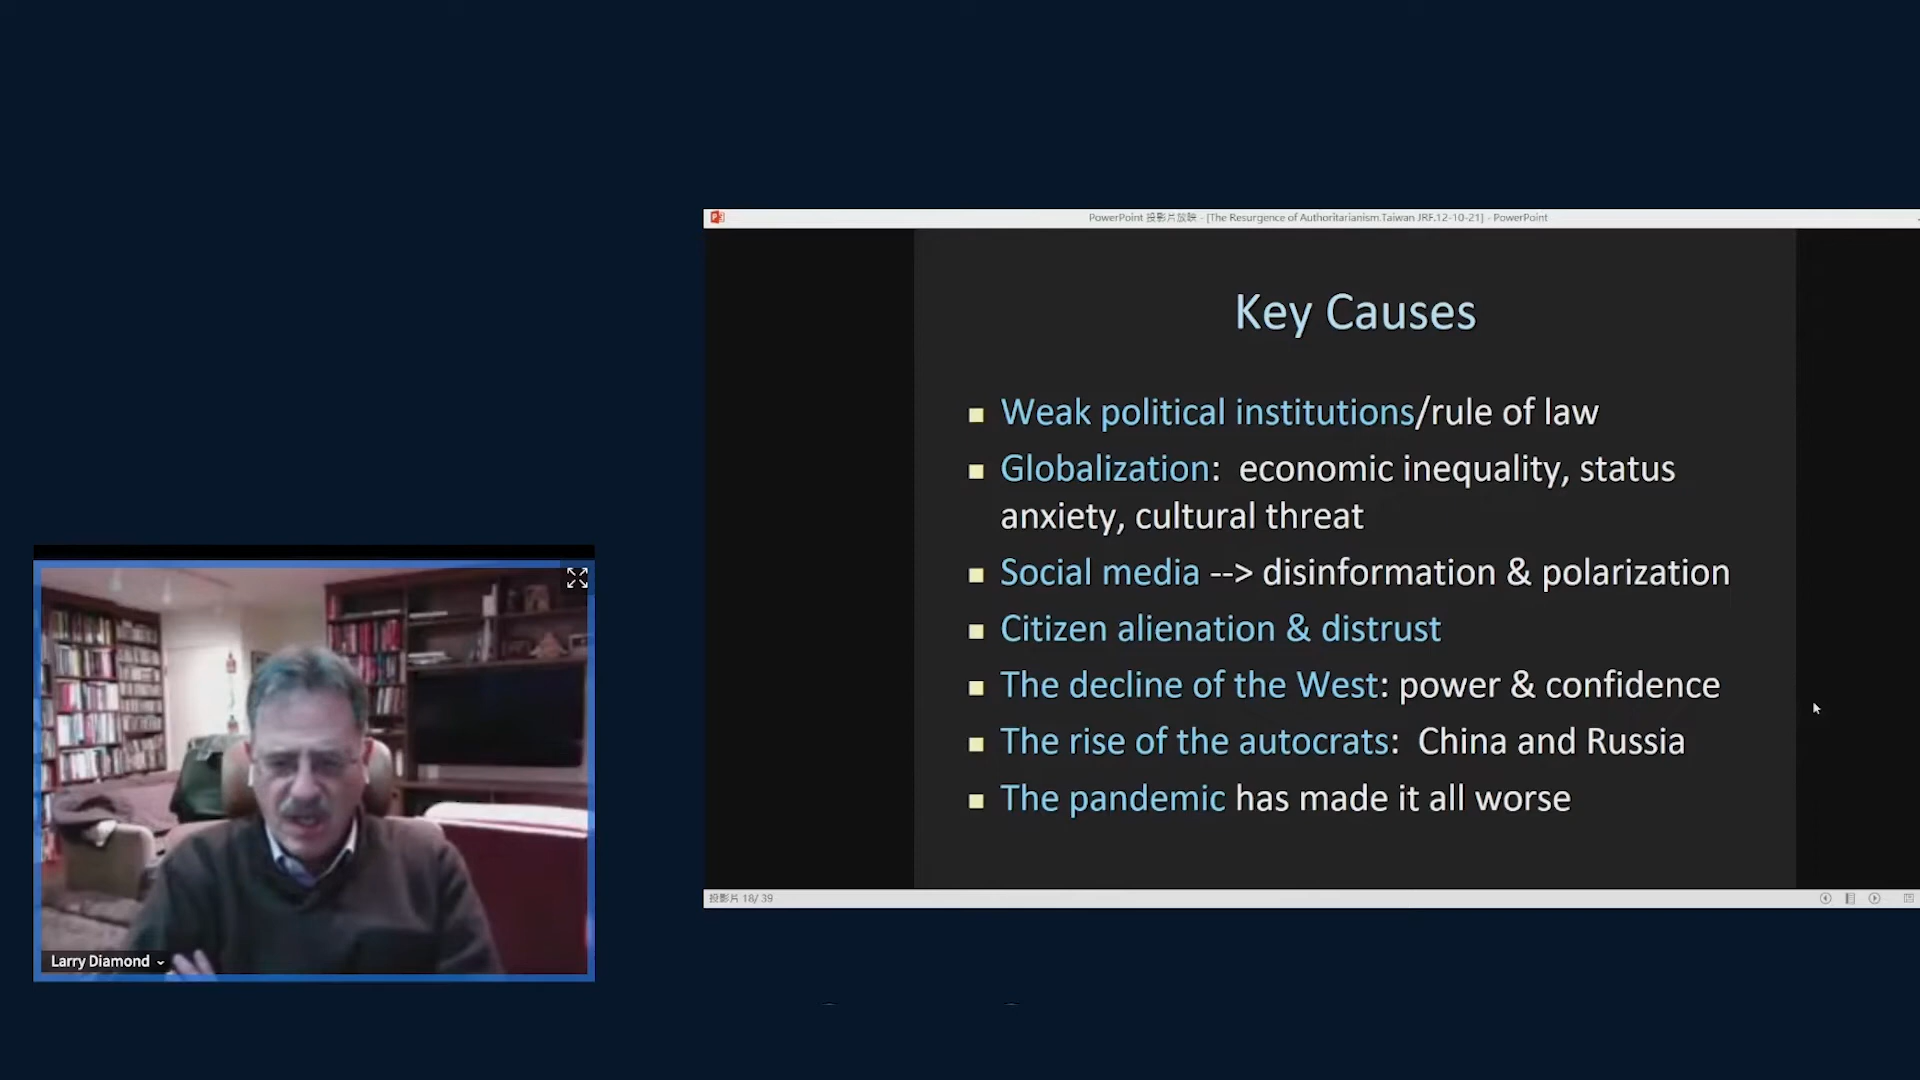 PowerPoint 投影片放映 - [The Resurgence of Authoritarianism.Taiwan JRF.12-10-21] - PowerPoint
Key Causes
Weak political institutions/rule of law
Globalization: economic inequality, status
anxiety, cultural threat
Social media --> disinformation & polarization
Citizen alienation & distrust
The decline of the West: power & confidence
The rise of the autocrats: China and Russia
The pandemic has made it all worse
投影片 18/ 39
Larry Diamond